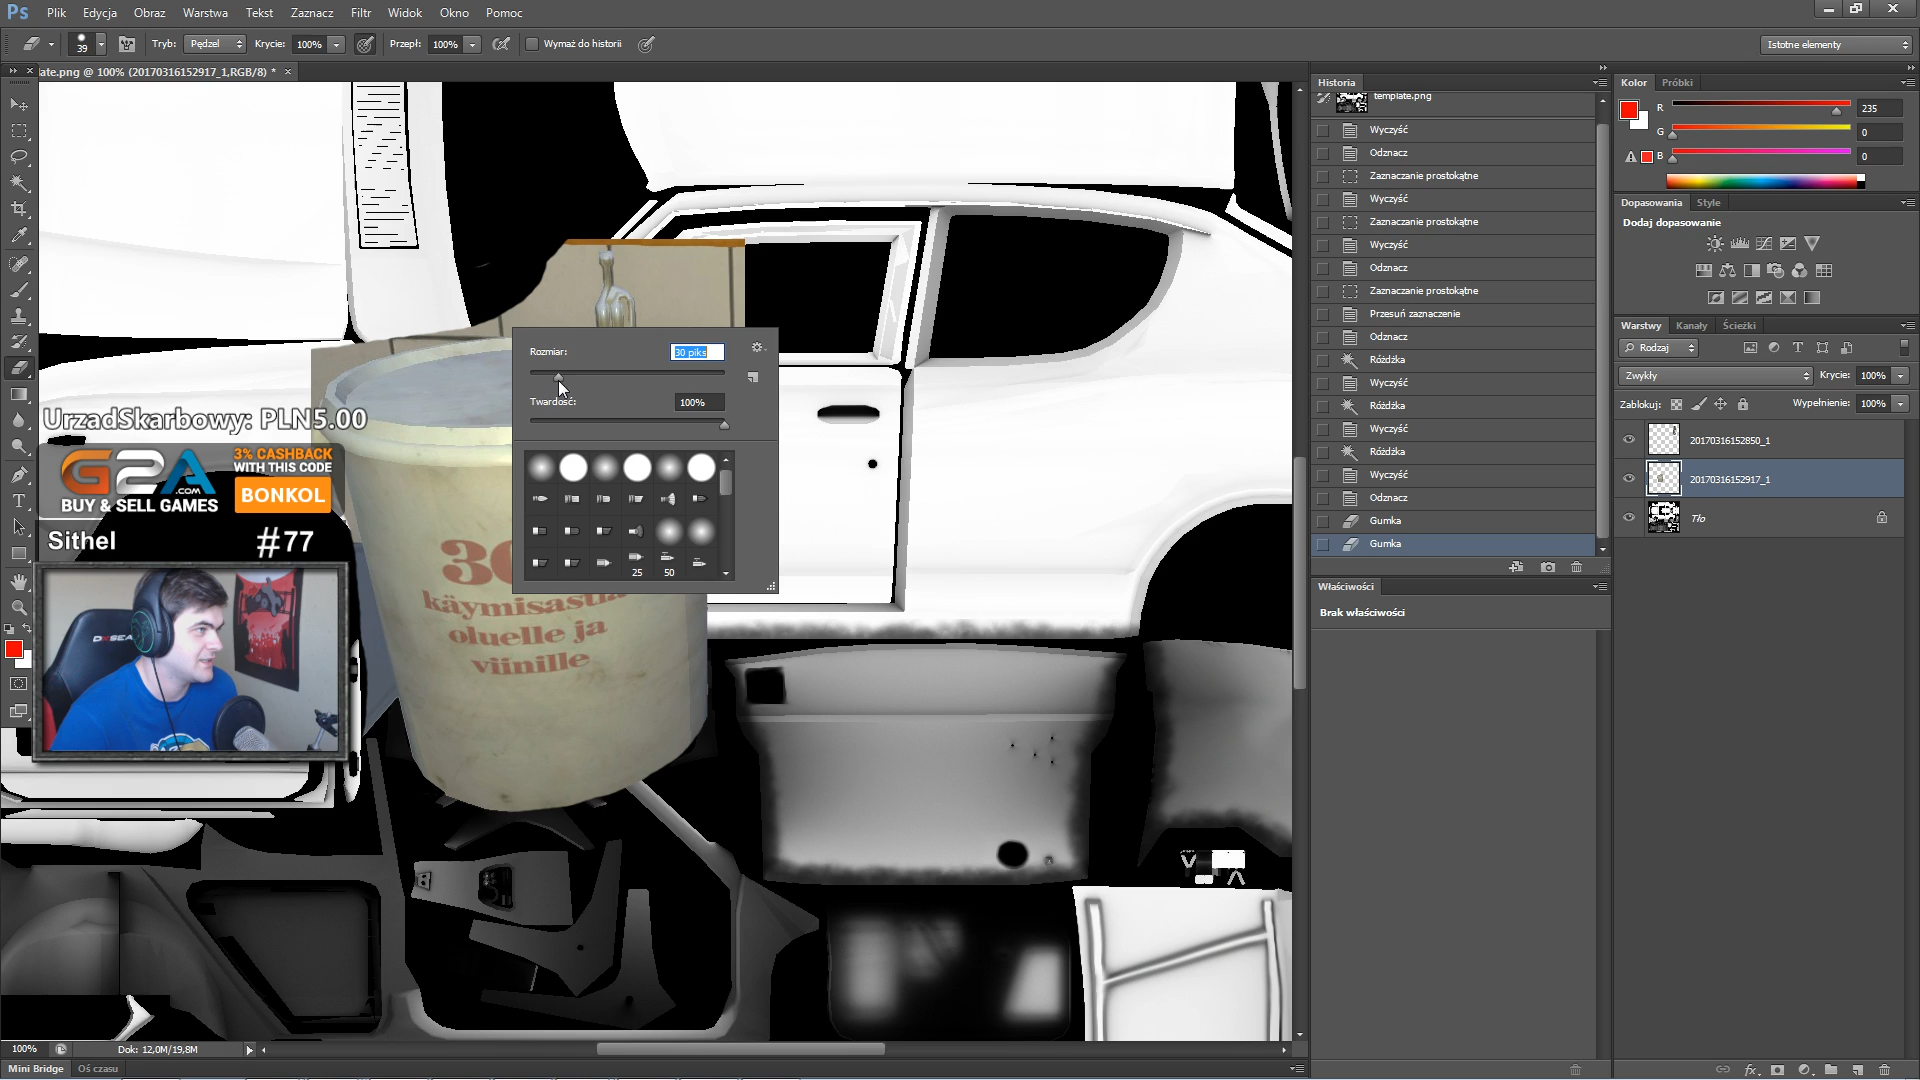 Ps Plik Edycja Obraz Warstwa Tekst Zaznacz Filtr Widok Okno Pomoc
39 Tryb: Pędzel Krycie: 100% Przepł: 100% Wymaż do historii Istotne elementy
late.png @ 100% (20170316152917_1,RGB/8) * ×
Historia
template.png
Wyczyść
Odznacz
Zaznaczanie prostokątne
Wyczyść
Zaznaczanie prostokątne
Wyczyść
Odznacz
Zaznaczanie prostokątne
Przesuń zaznaczenie
Odznacz
Różdżka
Wyczyść
Różdżka
Wyczyść
Różdżka
Wyczyść
Odznacz
Gumka
Gumka
Właściwości
Brak właściwości
Kolor Próbki
R 235
G 0
B 0
Dopasowania Style
Dodaj dopasowanie
Warstwy Kanały Ścieżki
Rodzaj
Zwykły Krycie: 100%
Zablokuj: Wypełnienie: 100%
20170316152850_1
20170316152917_1
Tło
Rozmiar: 30 piks
Twardość: 100%
25 50
UrzadSkarbowy: PLN5.00
G2A.COM
BUY & SELL GAMES
3% CASHBACK
WITH THIS CODE
BONKOL
Sithel #77
30
käymisastia
oluelle ja
viinille
100% Dok: 12,0M/19,8M
Mini Bridge Oś czasu